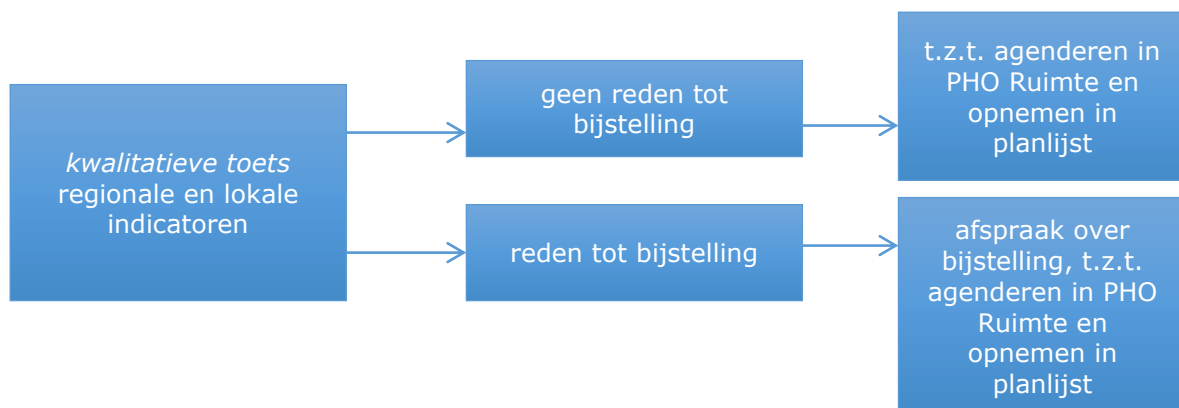 kwalitatieve toets
regionale en lokale
indicatoren
geen reden tot
bijstelling
t.z.t. agenderen in
PHO Ruimte en
opnemen in
planlijst
reden tot bijstelling
afspraak over
bijstelling, t.z.t.
agenderen in PHO
Ruimte en
opnemen in
planlijst